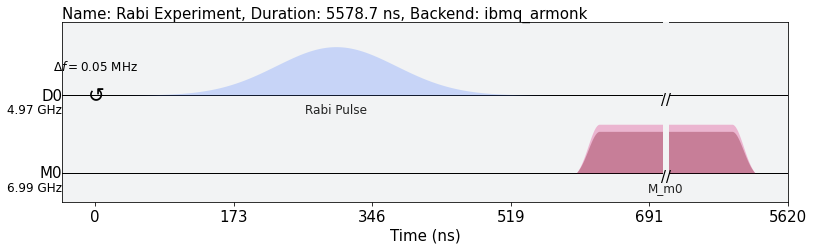 Name: Rabi Experiment, Duration: 5578.7 ns, Backend: ibmq_armonk
Δf = 0.05 MHz
D0 ↺
4.97 GHz
Rabi Pulse
//
M0
//
6.99 GHz
M_m0
0 173 346 519 691 5620
Time (ns)